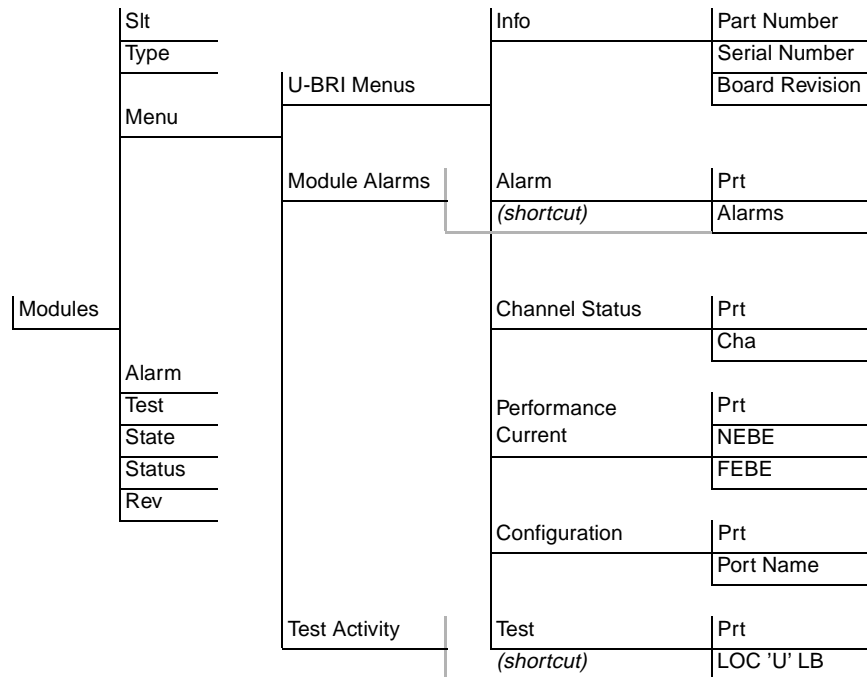 Slt
Info
Part Number
Type
Serial Number
U-BRI Menus
Board Revision
Menu
Module Alarms
Alarm
Prt
(shortcut)
Alarms
Modules
Channel Status
Prt
Cha
Alarm
Test
Performance
Current
Prt
State
NEBE
Status
FEBE
Rev
Configuration
Prt
Port Name
Test Activity
Test
Prt
(shortcut)
LOC 'U' LB